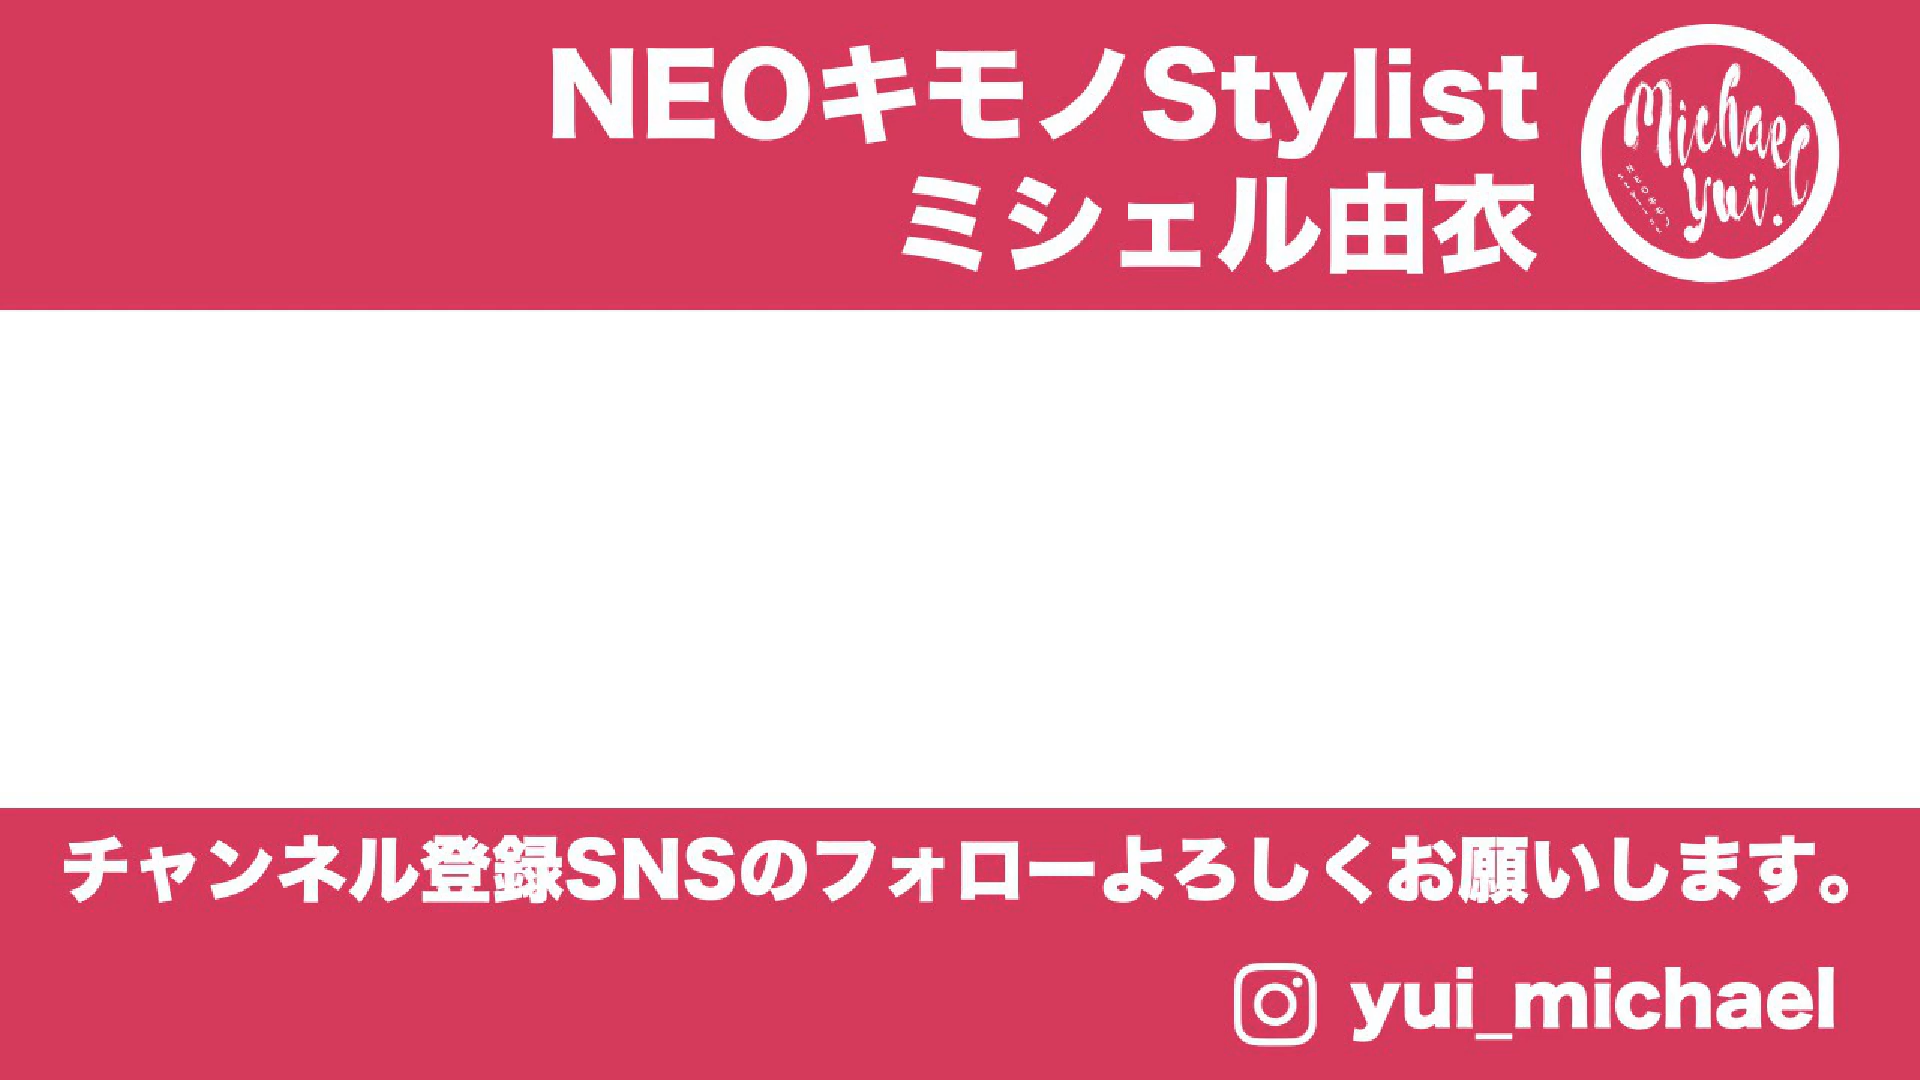 NEOキモノStylist
ミシェル由衣
Michael
yui.
チャンネル登録SNSのフォローよろしくお願いします。
yui_michael